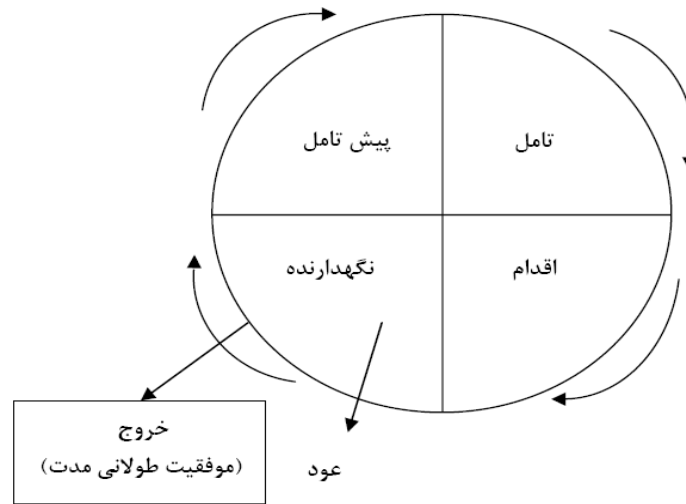 تامل
پیش تامل
اقدام
نگهدارنده
خروج
(موفقیت طولانی مدت)
عود